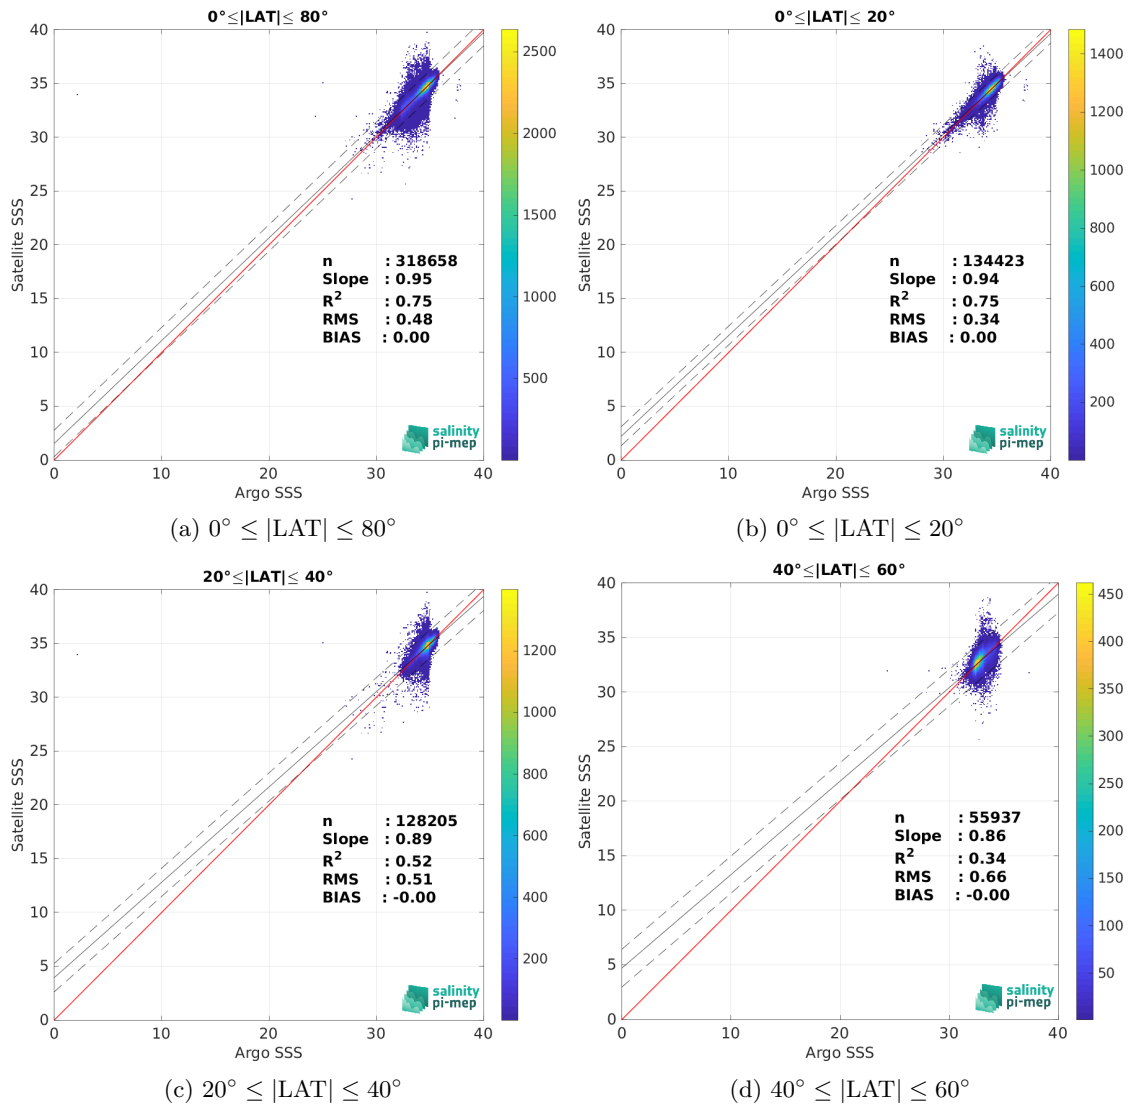 0°≤|LAT|≤ 80°
40
35
30
25
20
15
10
5
0
Satellite SSS
0
10
20
30
40
Argo SSS
2500
2000
1500
1000
500
n : 318658
Slope : 0.95
R² : 0.75
RMS : 0.48
BIAS : 0.00
salinity
pi-mep
(a) 0° ≤ |LAT| ≤ 80°
0°≤|LAT|≤ 20°
40
35
30
25
20
15
10
5
0
Satellite SSS
0
10
20
30
40
Argo SSS
1400
1200
1000
800
600
400
200
n : 134423
Slope : 0.94
R² : 0.75
RMS : 0.34
BIAS : 0.00
salinity
pi-mep
(b) 0° ≤ |LAT| ≤ 20°
20°≤|LAT|≤ 40°
40
35
30
25
20
15
10
5
0
Satellite SSS
0
10
20
30
40
Argo SSS
1200
1000
800
600
400
200
n : 128205
Slope : 0.89
R² : 0.52
RMS : 0.51
BIAS : -0.00
salinity
pi-mep
(c) 20° ≤ |LAT| ≤ 40°
40°≤|LAT|≤ 60°
40
35
30
25
20
15
10
5
0
Satellite SSS
0
10
20
30
40
Argo SSS
450
400
350
300
250
200
150
100
50
n : 55937
Slope : 0.86
R² : 0.34
RMS : 0.66
BIAS : -0.00
salinity
pi-mep
(d) 40° ≤ |LAT| ≤ 60°